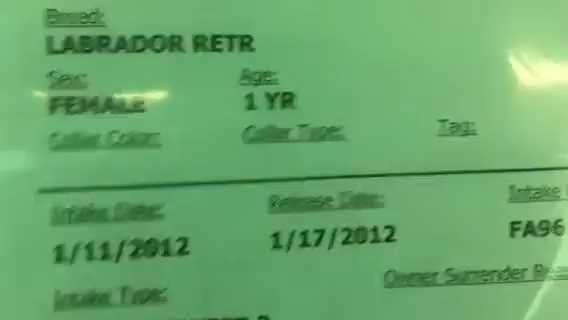 Breed:
LABRADOR RETR
Sex: Age:
FEMALE 1 YR
Collar Color: Collar Type: Tag:
Intake Date: Release Date: Intake
1/11/2012 1/17/2012 FA96
Owner Surrender
Intake Type: